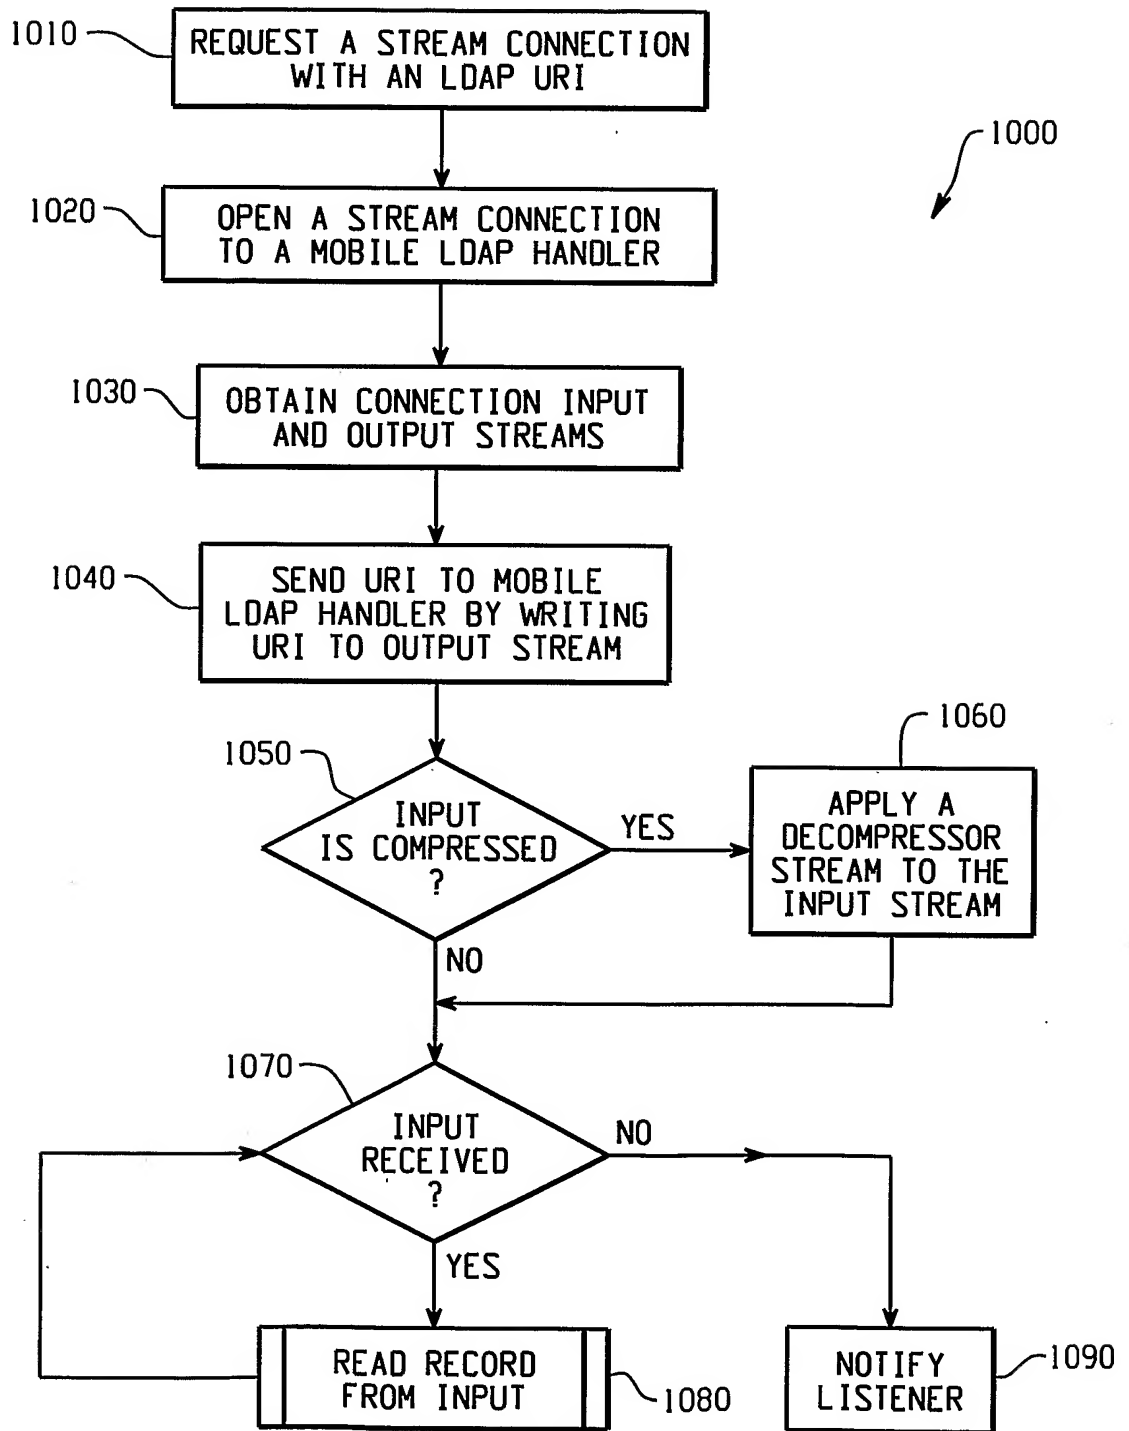 1010
REQUEST A STREAM CONNECTION
WITH AN LDAP URI
1000
1020
OPEN A STREAM CONNECTION
TO A MOBILE LDAP HANDLER
1030
OBTAIN CONNECTION INPUT
AND OUTPUT STREAMS
1040
SEND URI TO MOBILE
LDAP HANDLER BY WRITING
URI TO OUTPUT STREAM
1050
INPUT
IS COMPRESSED
?
YES
NO
1060
APPLY A
DECOMPRESSOR
STREAM TO THE
INPUT STREAM
1070
INPUT
RECEIVED
?
NO
YES
READ RECORD
FROM INPUT
1080
NOTIFY
LISTENER
1090